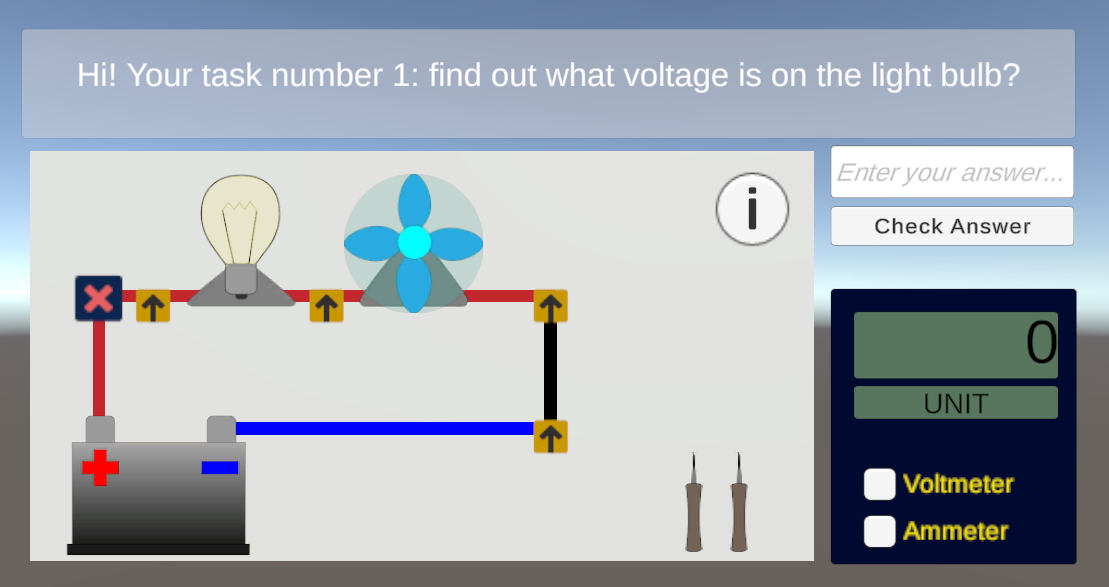 Hi! Your task number 1: find out what voltage is on the light bulb?
Enter your answer...
Check Answer
i
0
UNIT
Voltmeter
Ammeter